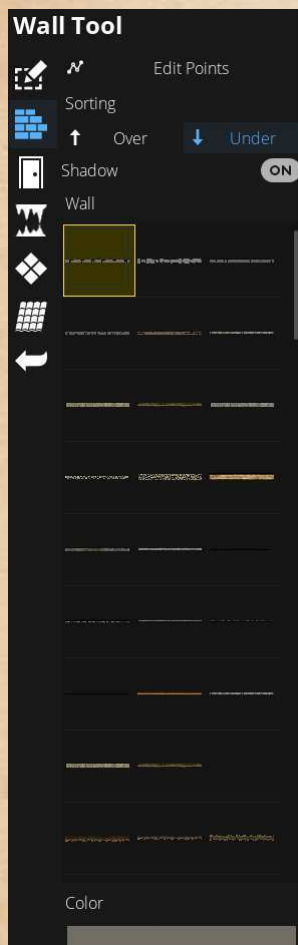 Wall Tool
Edit Points
Sorting
Over Under
Shadow ON
Wall
Color